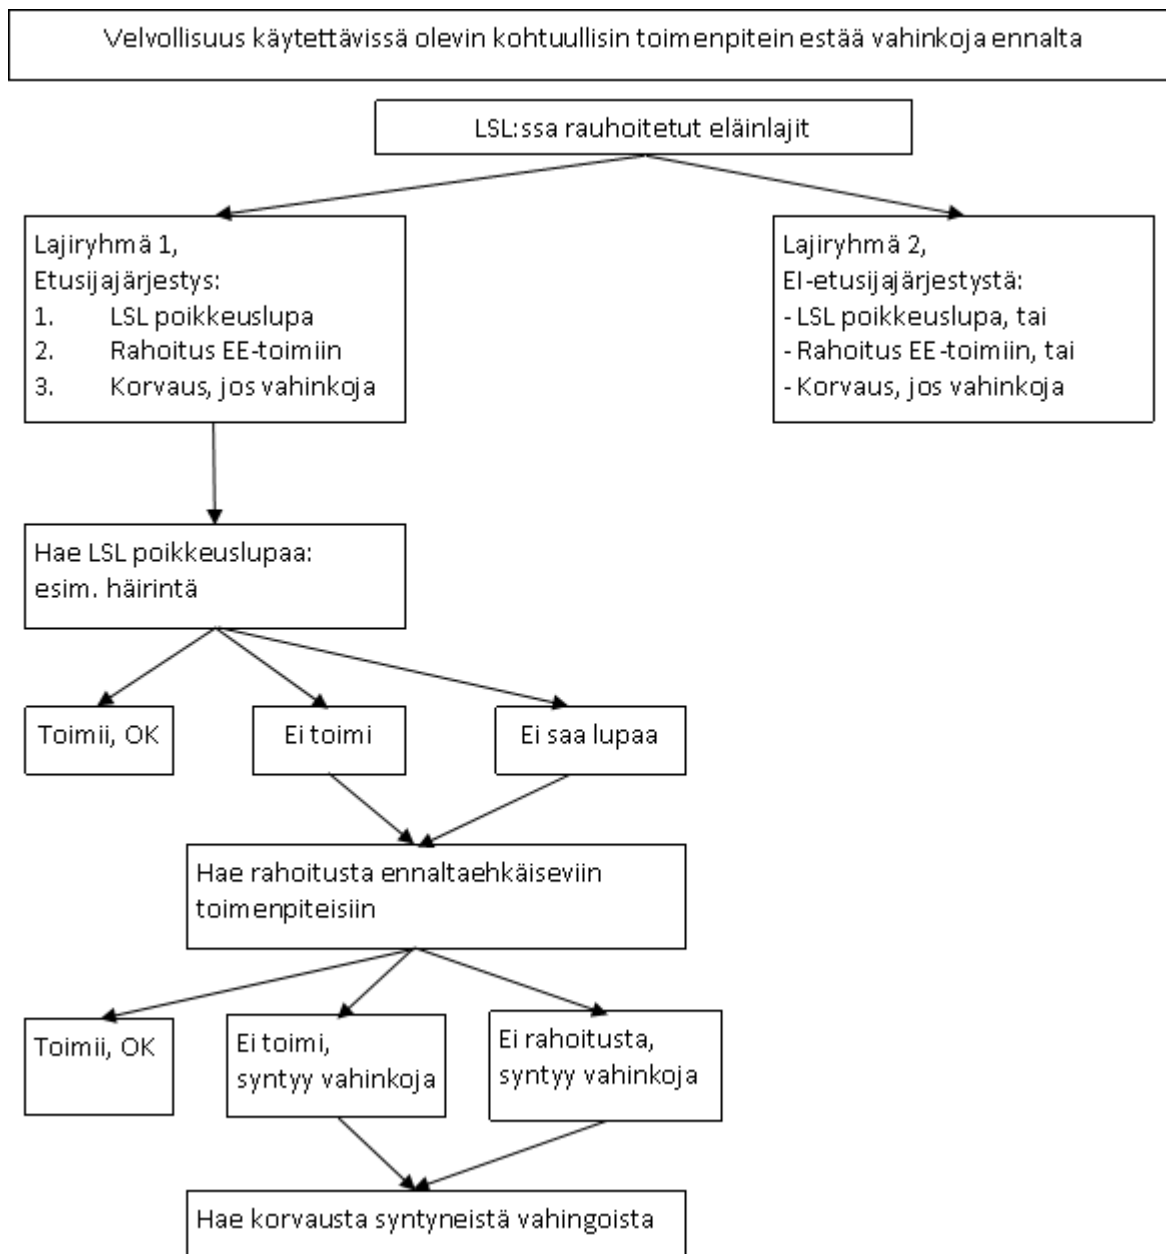 Velvollisuus käytettävissä olevin kohtuullisin toimenpitein estää vahinkoja ennalta
LSL:ssa rauhoitetut eläinlajit
Lajiryhmä 1,
Etusijajärjestys:
1. LSL poikkeuslupa
2. Rahoitus EE-toimiin
3. Korvaus, jos vahinkoja
Lajiryhmä 2,
EI-etusijajärjestystä:
- LSL poikkeuslupa, tai
- Rahoitus EE-toimiin, tai
- Korvaus, jos vahinkoja
Hae LSL poikkeuslupaa:
esim. häirintä
Toimii, OK
Ei toimi
Ei saa lupaa
Hae rahoitusta ennaltaehkäiseviin
toimenpiteisiin
Toimii, OK
Ei toimi,
syntyy vahinkoja
Ei rahoitusta,
syntyy vahinkoja
Hae korvausta syntyneistä vahingoista